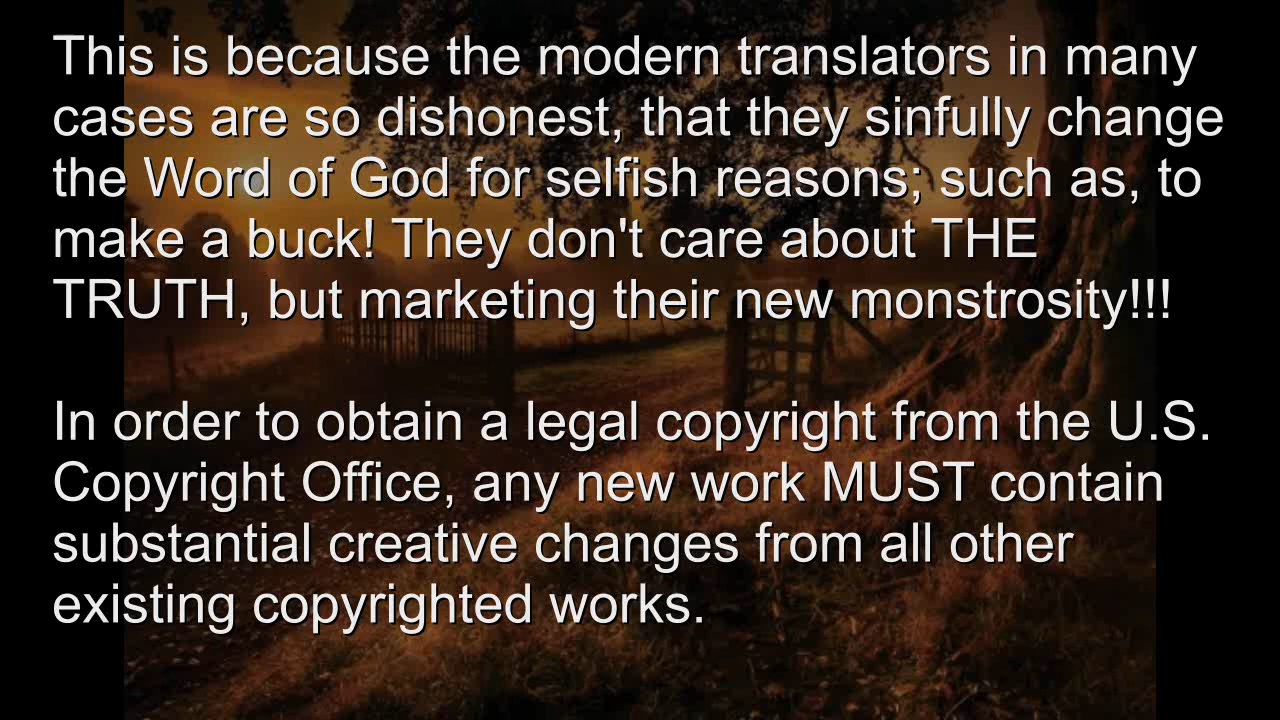 This is because the modern translators in many
cases are so dishonest, that they sinfully change
the Word of God for selfish reasons; such as, to
make a buck! They don't care about THE
TRUTH, but marketing their new monstrosity!!!
In order to obtain a legal copyright from the U.S.
Copyright Office, any new work MUST contain
substantial creative changes from all other
existing copyrighted works.